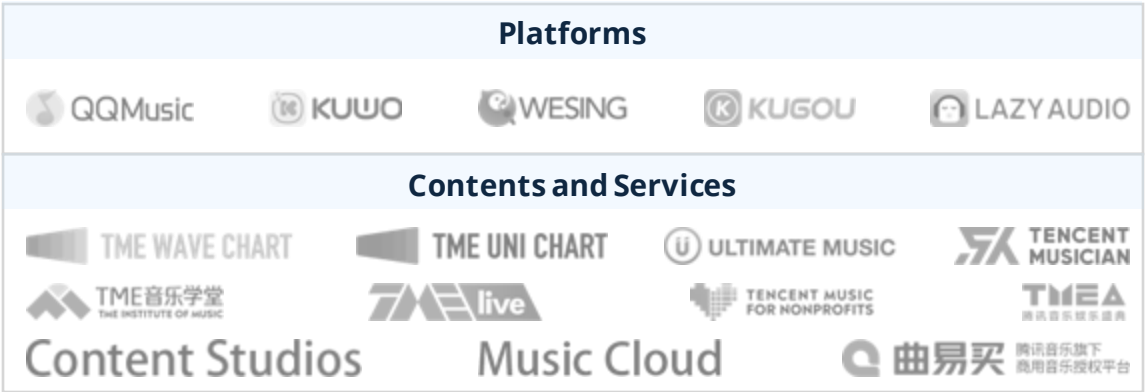 Platforms
QQMusic KUWO WESING KUGOU LAZY AUDIO
Contents and Services
TME WAVE CHART TME UNI CHART ULTIMATE MUSIC TENCENT MUSICIAN
TME音乐学堂
THE INSTITUTE OF MUSIC
TME live
TENCENT MUSIC
FOR NONPROFITS
TMEA
腾讯音乐娱乐盛典
Content Studios Music Cloud 曲易买
腾讯音乐旗下
商用音乐授权平台